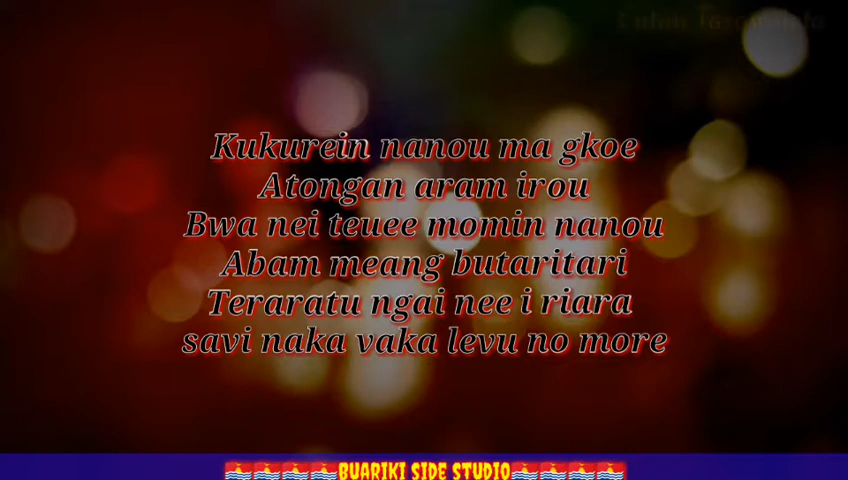 Kukurein nanou ma gkoe
Atongan aram irou
Bwa nei teuee momin nanou
Abam meang butaritari
Teraratu ngai nee i riara
savi naka vaka levu no more
BUARIKI SIDE STUDIO